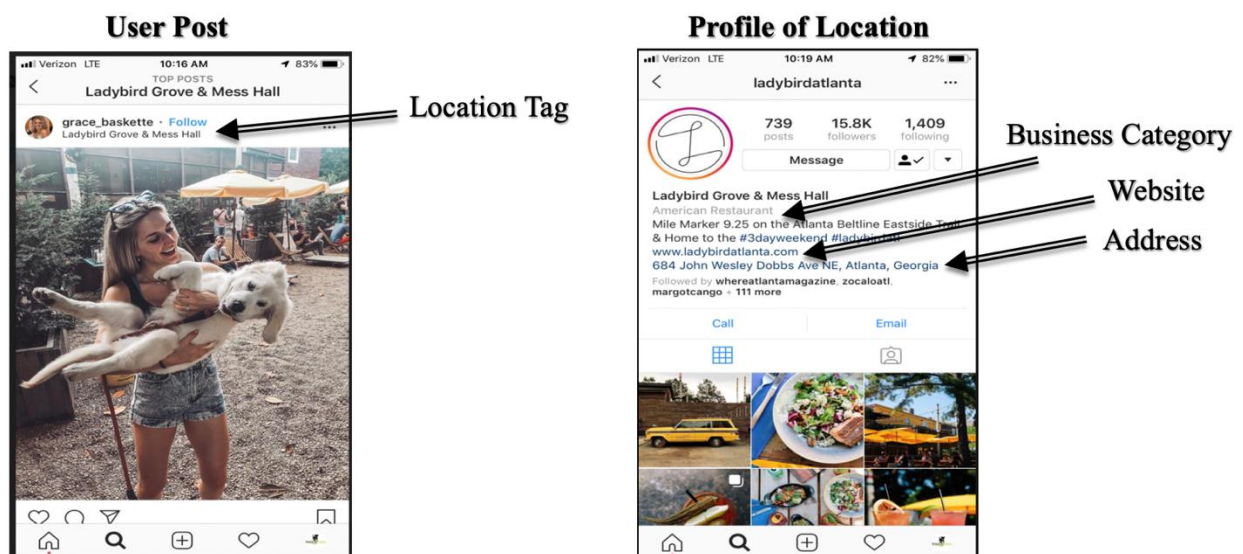 User Post
Verizon LTE 10:16 AM 83%
TOP POSTS
Ladybird Grove & Mess Hall
grace_baskette · Follow
Ladybird Grove & Mess Hall
Location Tag
Profile of Location
Verizon LTE 10:19 AM 82%
ladybirdatlanta
739 15.8K 1,409
posts followers following
Message
Ladybird Grove & Mess Hall
American Restaurant
Mile Marker 9.25 on the Atlanta Beltline Eastside Trail
& Home to the #3dayweekend #ladybirdatl
www.ladybirdatlanta.com
684 John Wesley Dobbs Ave NE, Atlanta, Georgia
Followed by whereatlantamagazine, zocaloatl,
margotcango + 111 more
Call Email
Business Category
Website
Address